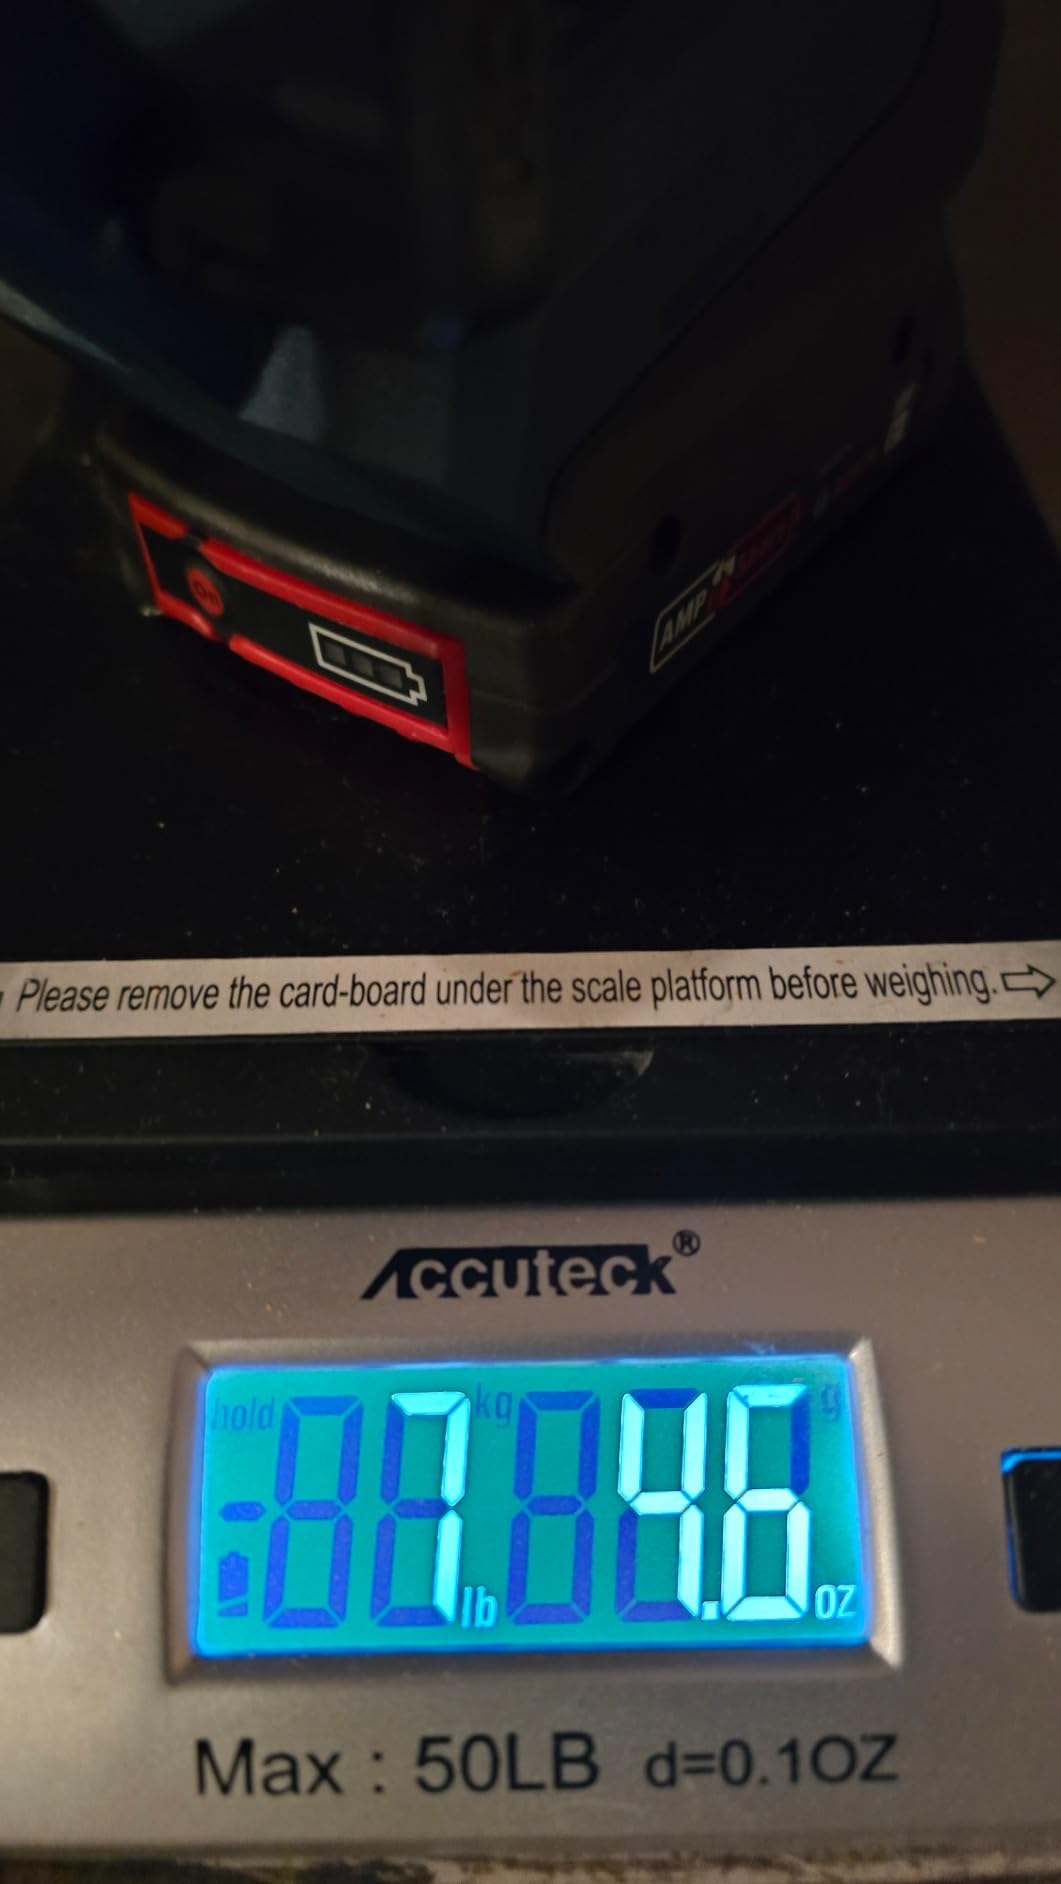 On
AMP
Please remove the card-board under the scale platform before weighing.
Accuteck®
hold 7 lb kg 4.6 oz g
Max : 50LB d=0.1OZ